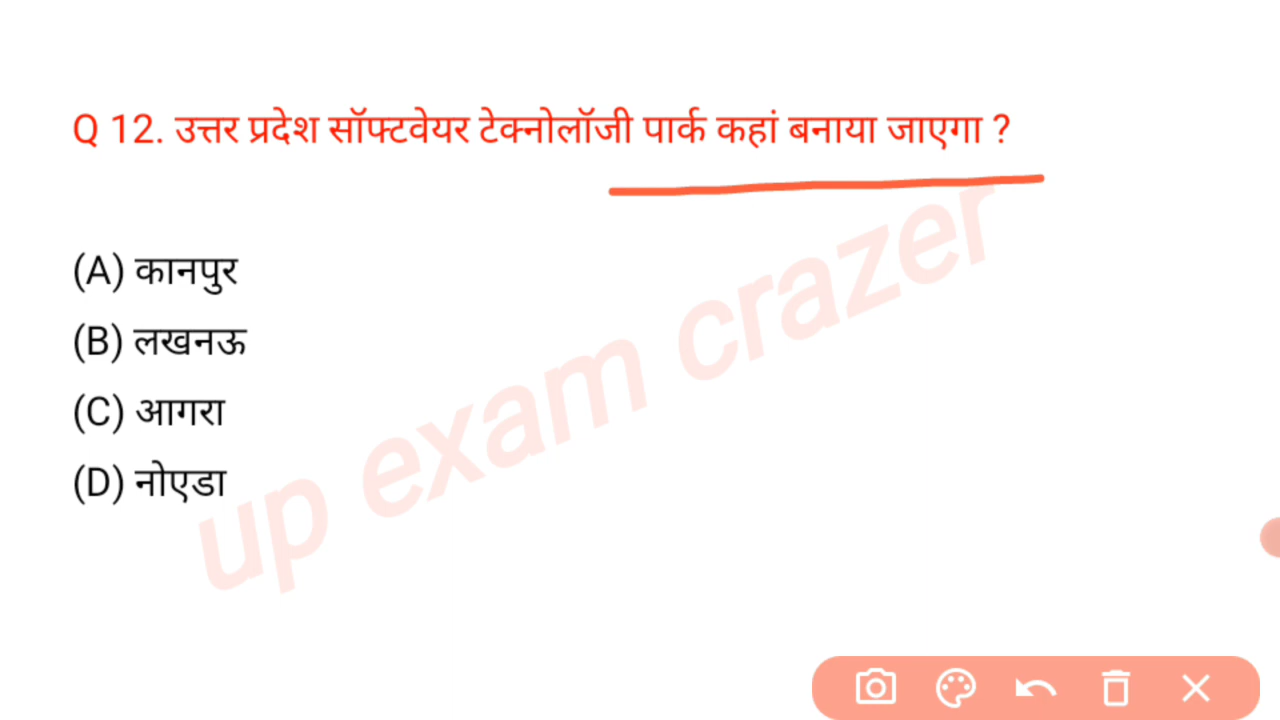 Q 12. उत्तर प्रदेश सॉफ्टवेयर टेक्नोलॉजी पार्क कहां बनाया जाएगा ?
(A) कानपुर
(B) लखनऊ
(C) आगरा
(D) नोएडा
up exam crazer